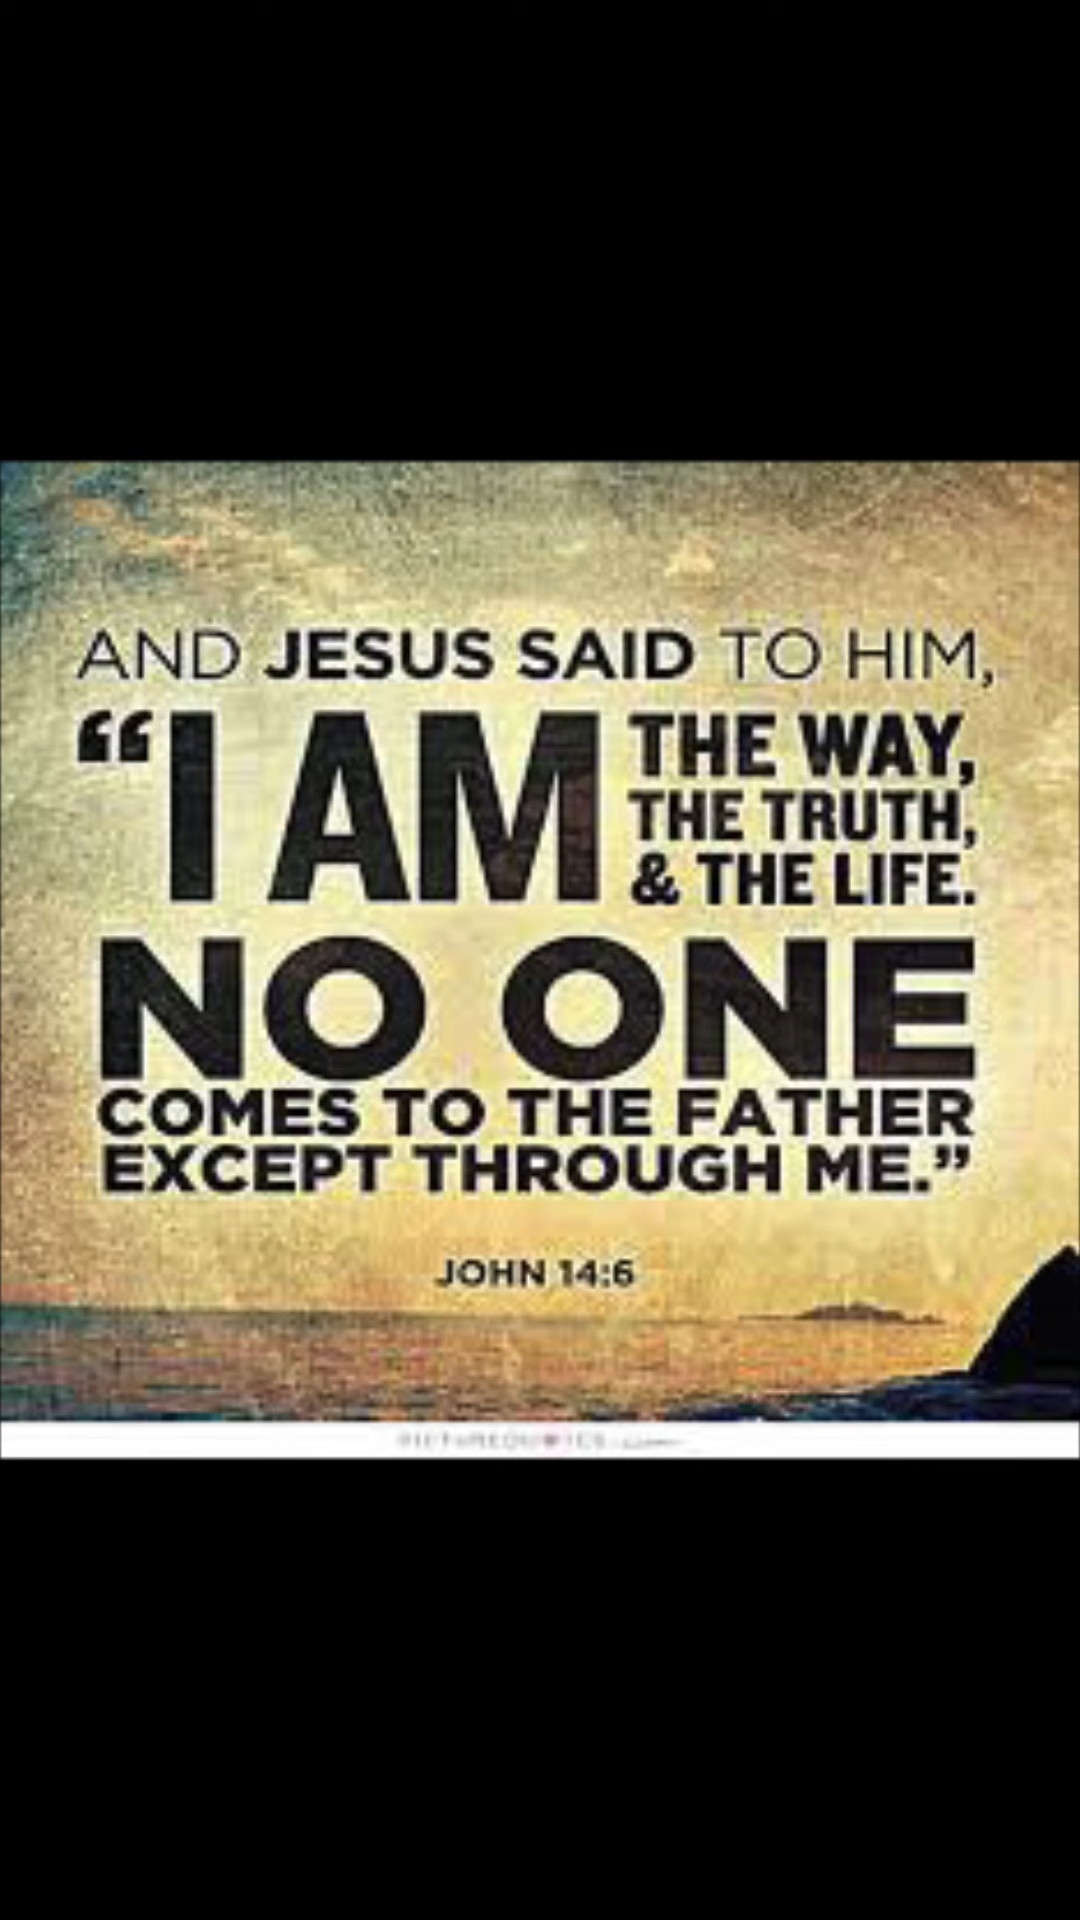 AND JESUS SAID TO HIM,
“I AM THE WAY,
THE TRUTH,
& THE LIFE.
NO ONE
COMES TO THE FATHER
EXCEPT THROUGH ME.”
JOHN 14:6